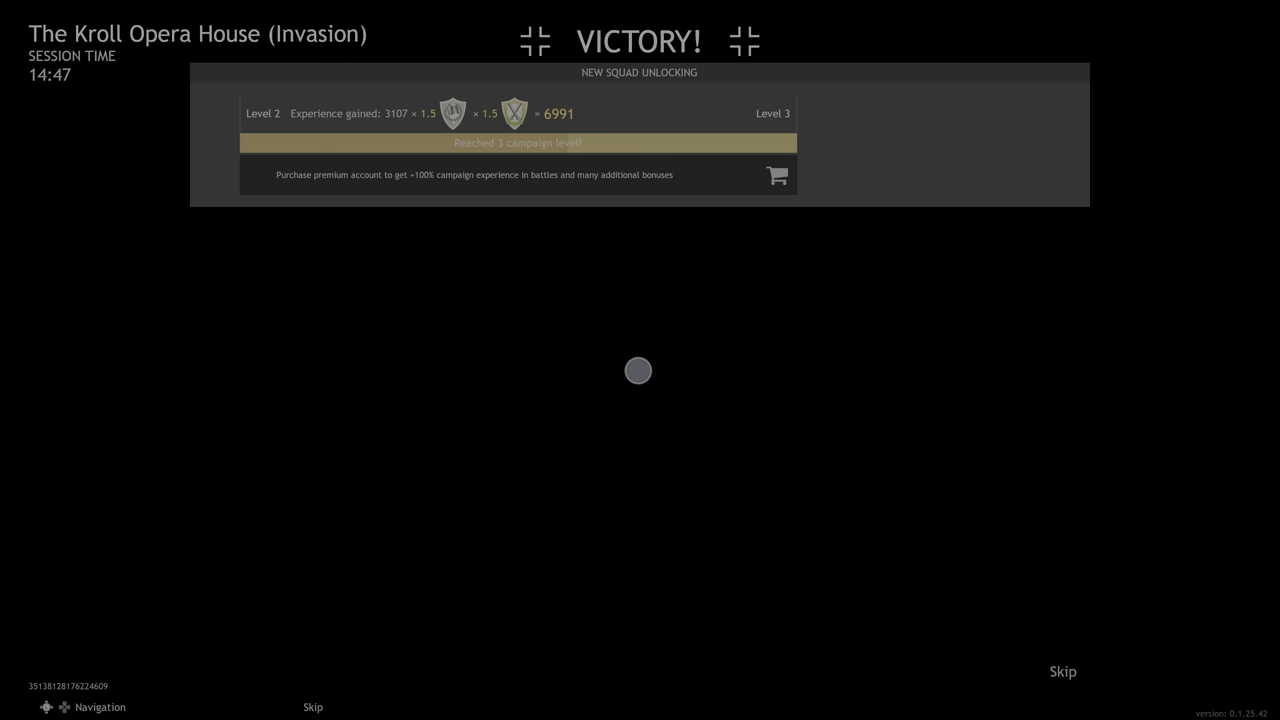 The Kroll Opera House (Invasion)
SESSION TIME
14:47
VICTORY!
NEW SQUAD UNLOCKING
Level 2 Experience gained: 3107 × 1.5 × 1.5 = 6991 Level 3
Reached 3 campaign level!
Purchase premium account to get +100% campaign experience in battles and many additional bonuses
Skip
35138128176224609
Navigation Skip
version: 0.1.25.42